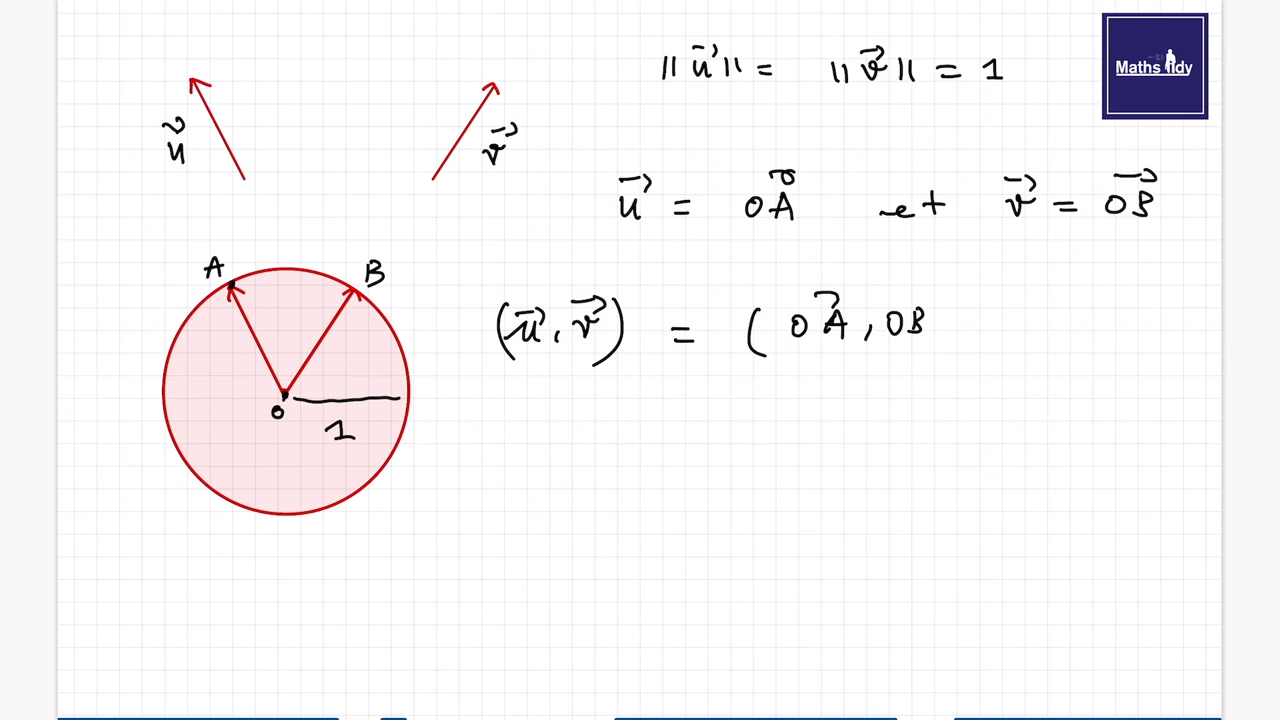 ‖u⃗‖ = ‖v⃗‖ = 1
Maths tidy
u⃗
v⃗
u⃗ = OA⃗ et v⃗ = OB⃗
A
B
(u⃗, v⃗) = (OA⃗, OB
O
1